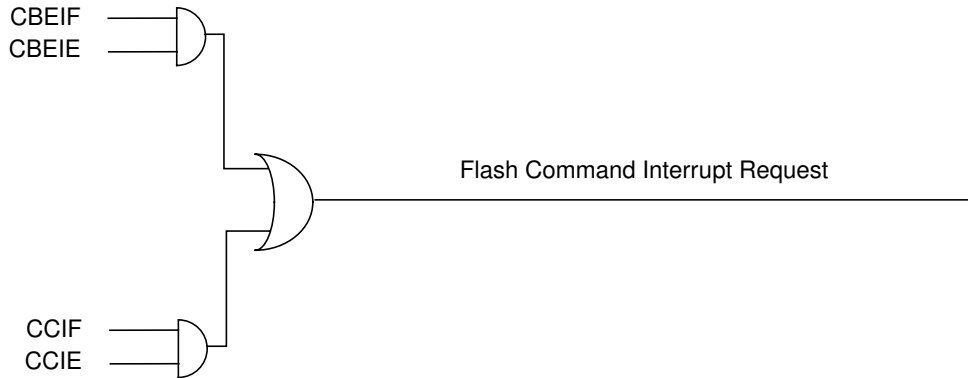 CBEIF
CBEIE
Flash Command Interrupt Request
CCIF
CCIE